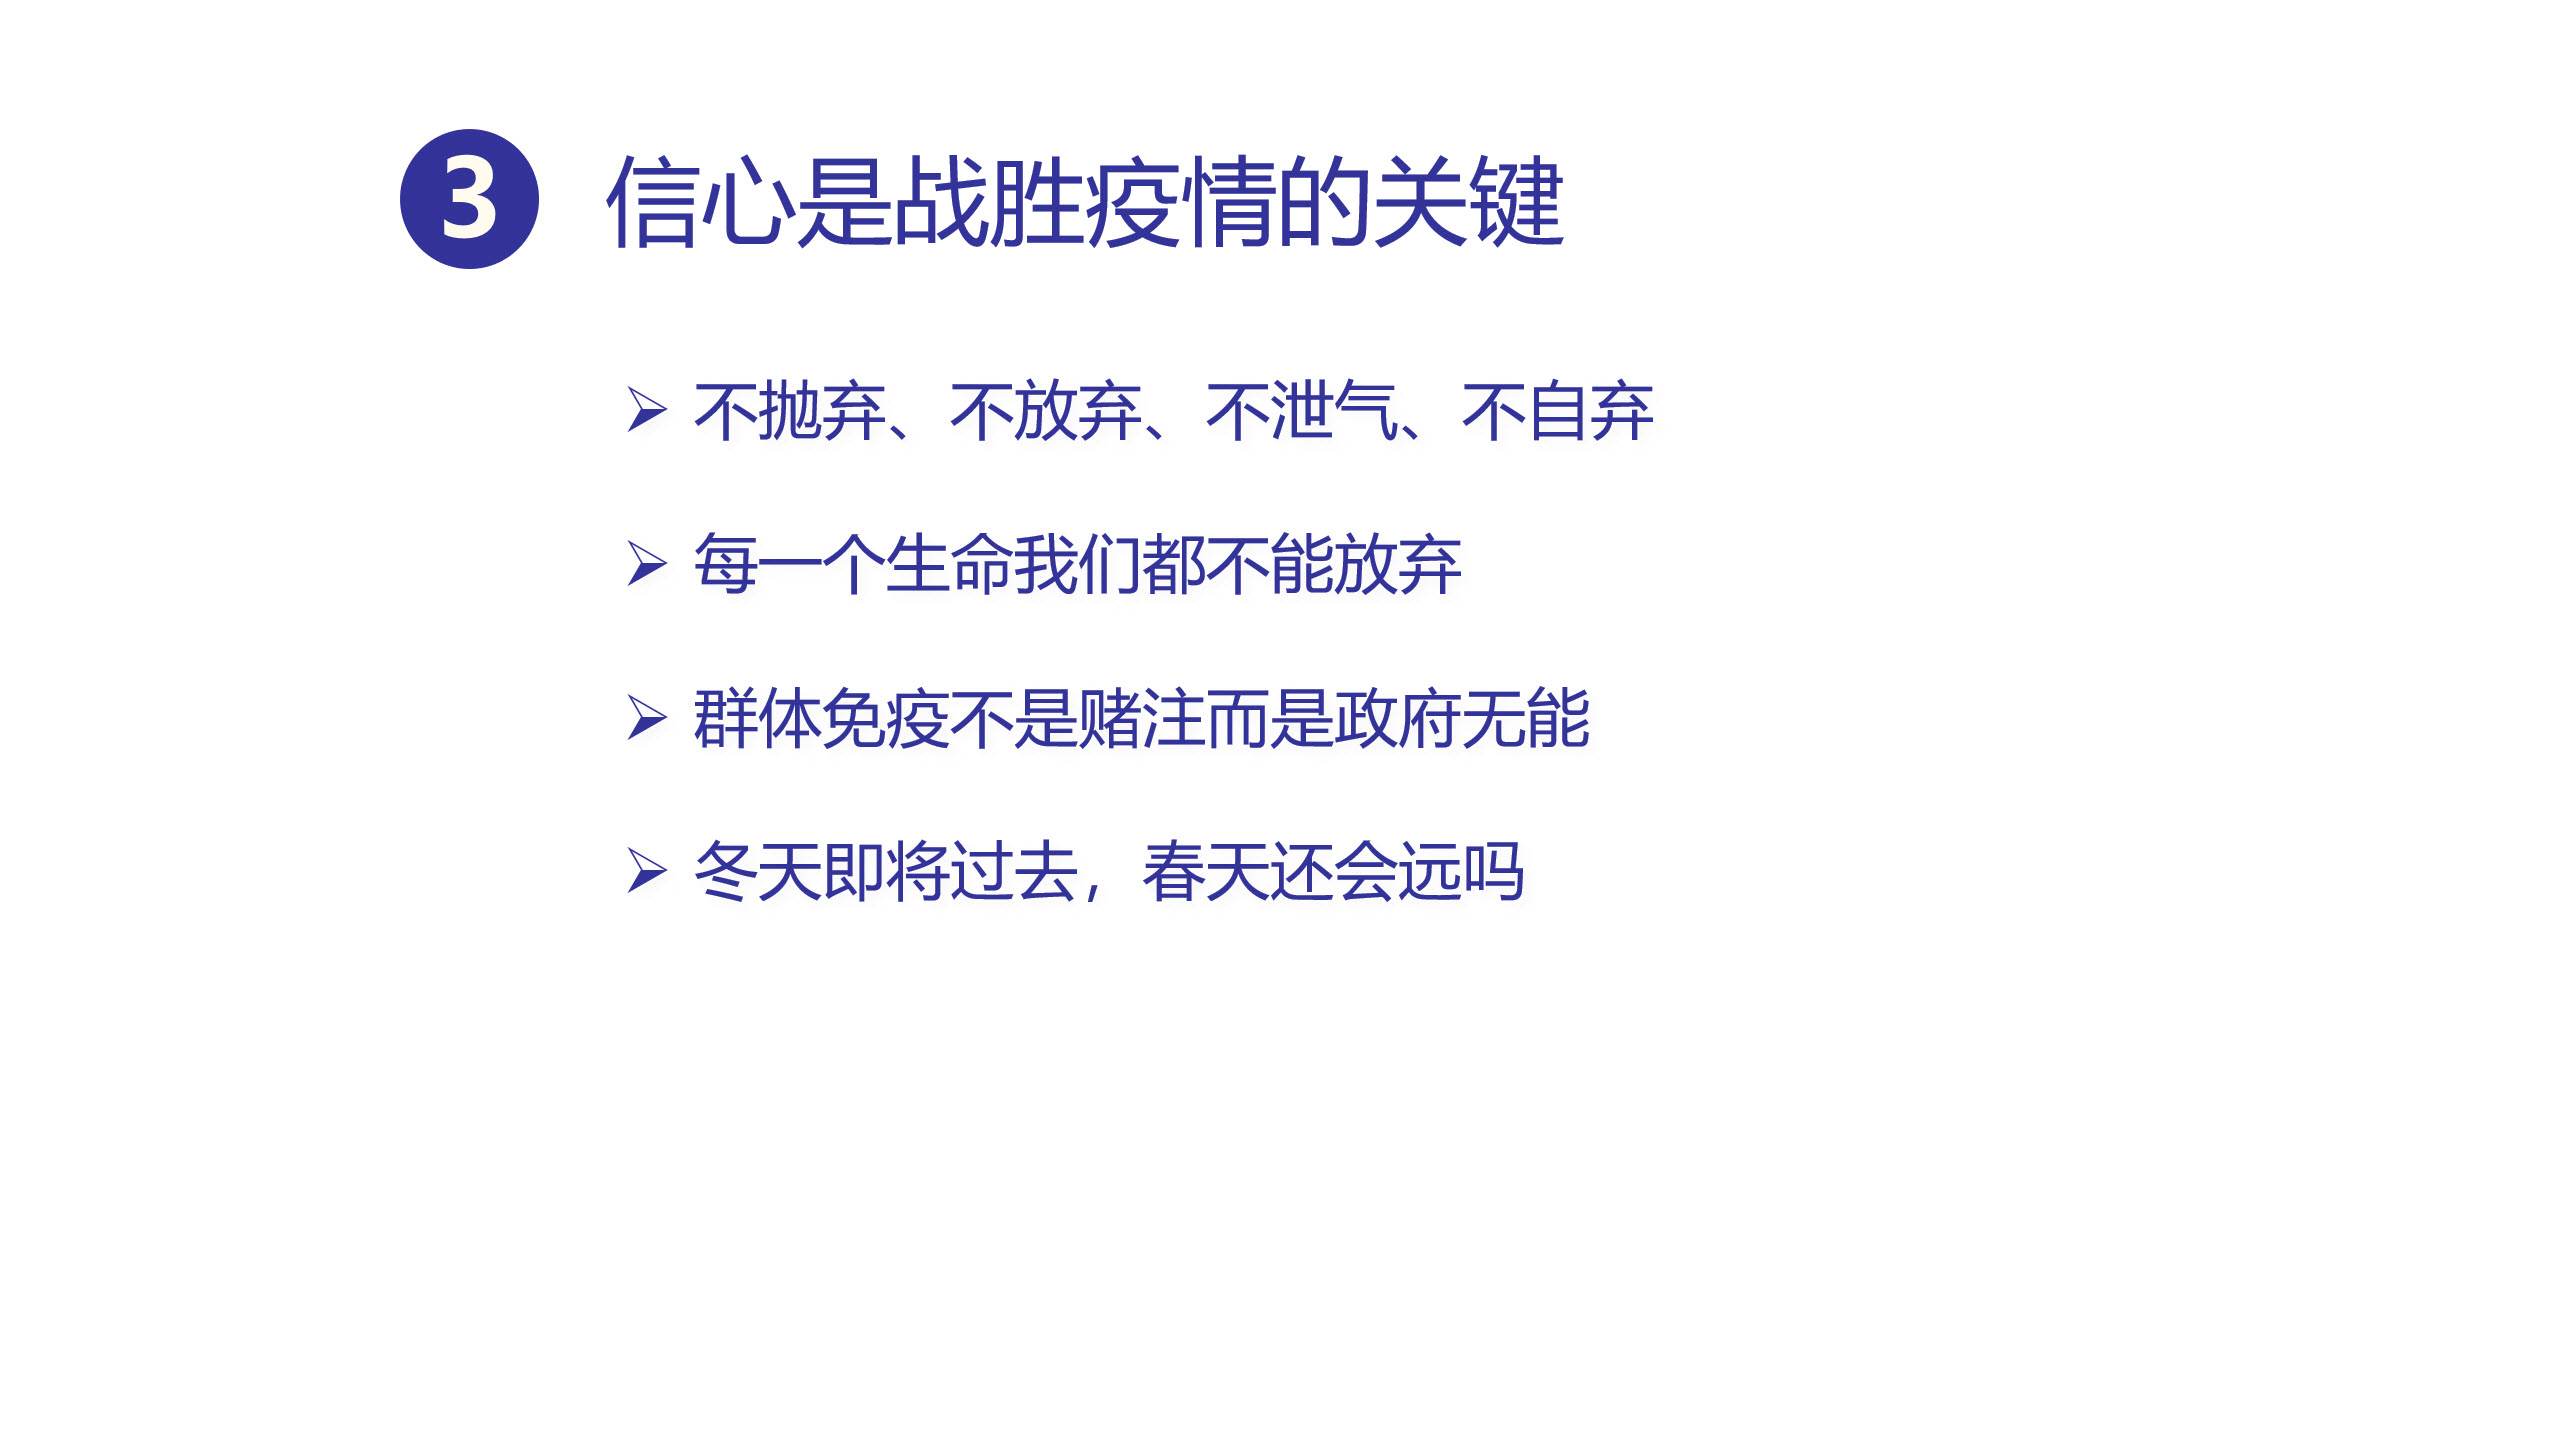 3 信心是战胜疫情的关键
➢ 不抛弃、不放弃、不泄气、不自弃
➢ 每一个生命我们都不能放弃
➢ 群体免疫不是赌注而是政府无能
➢ 冬天即将过去，春天还会远吗